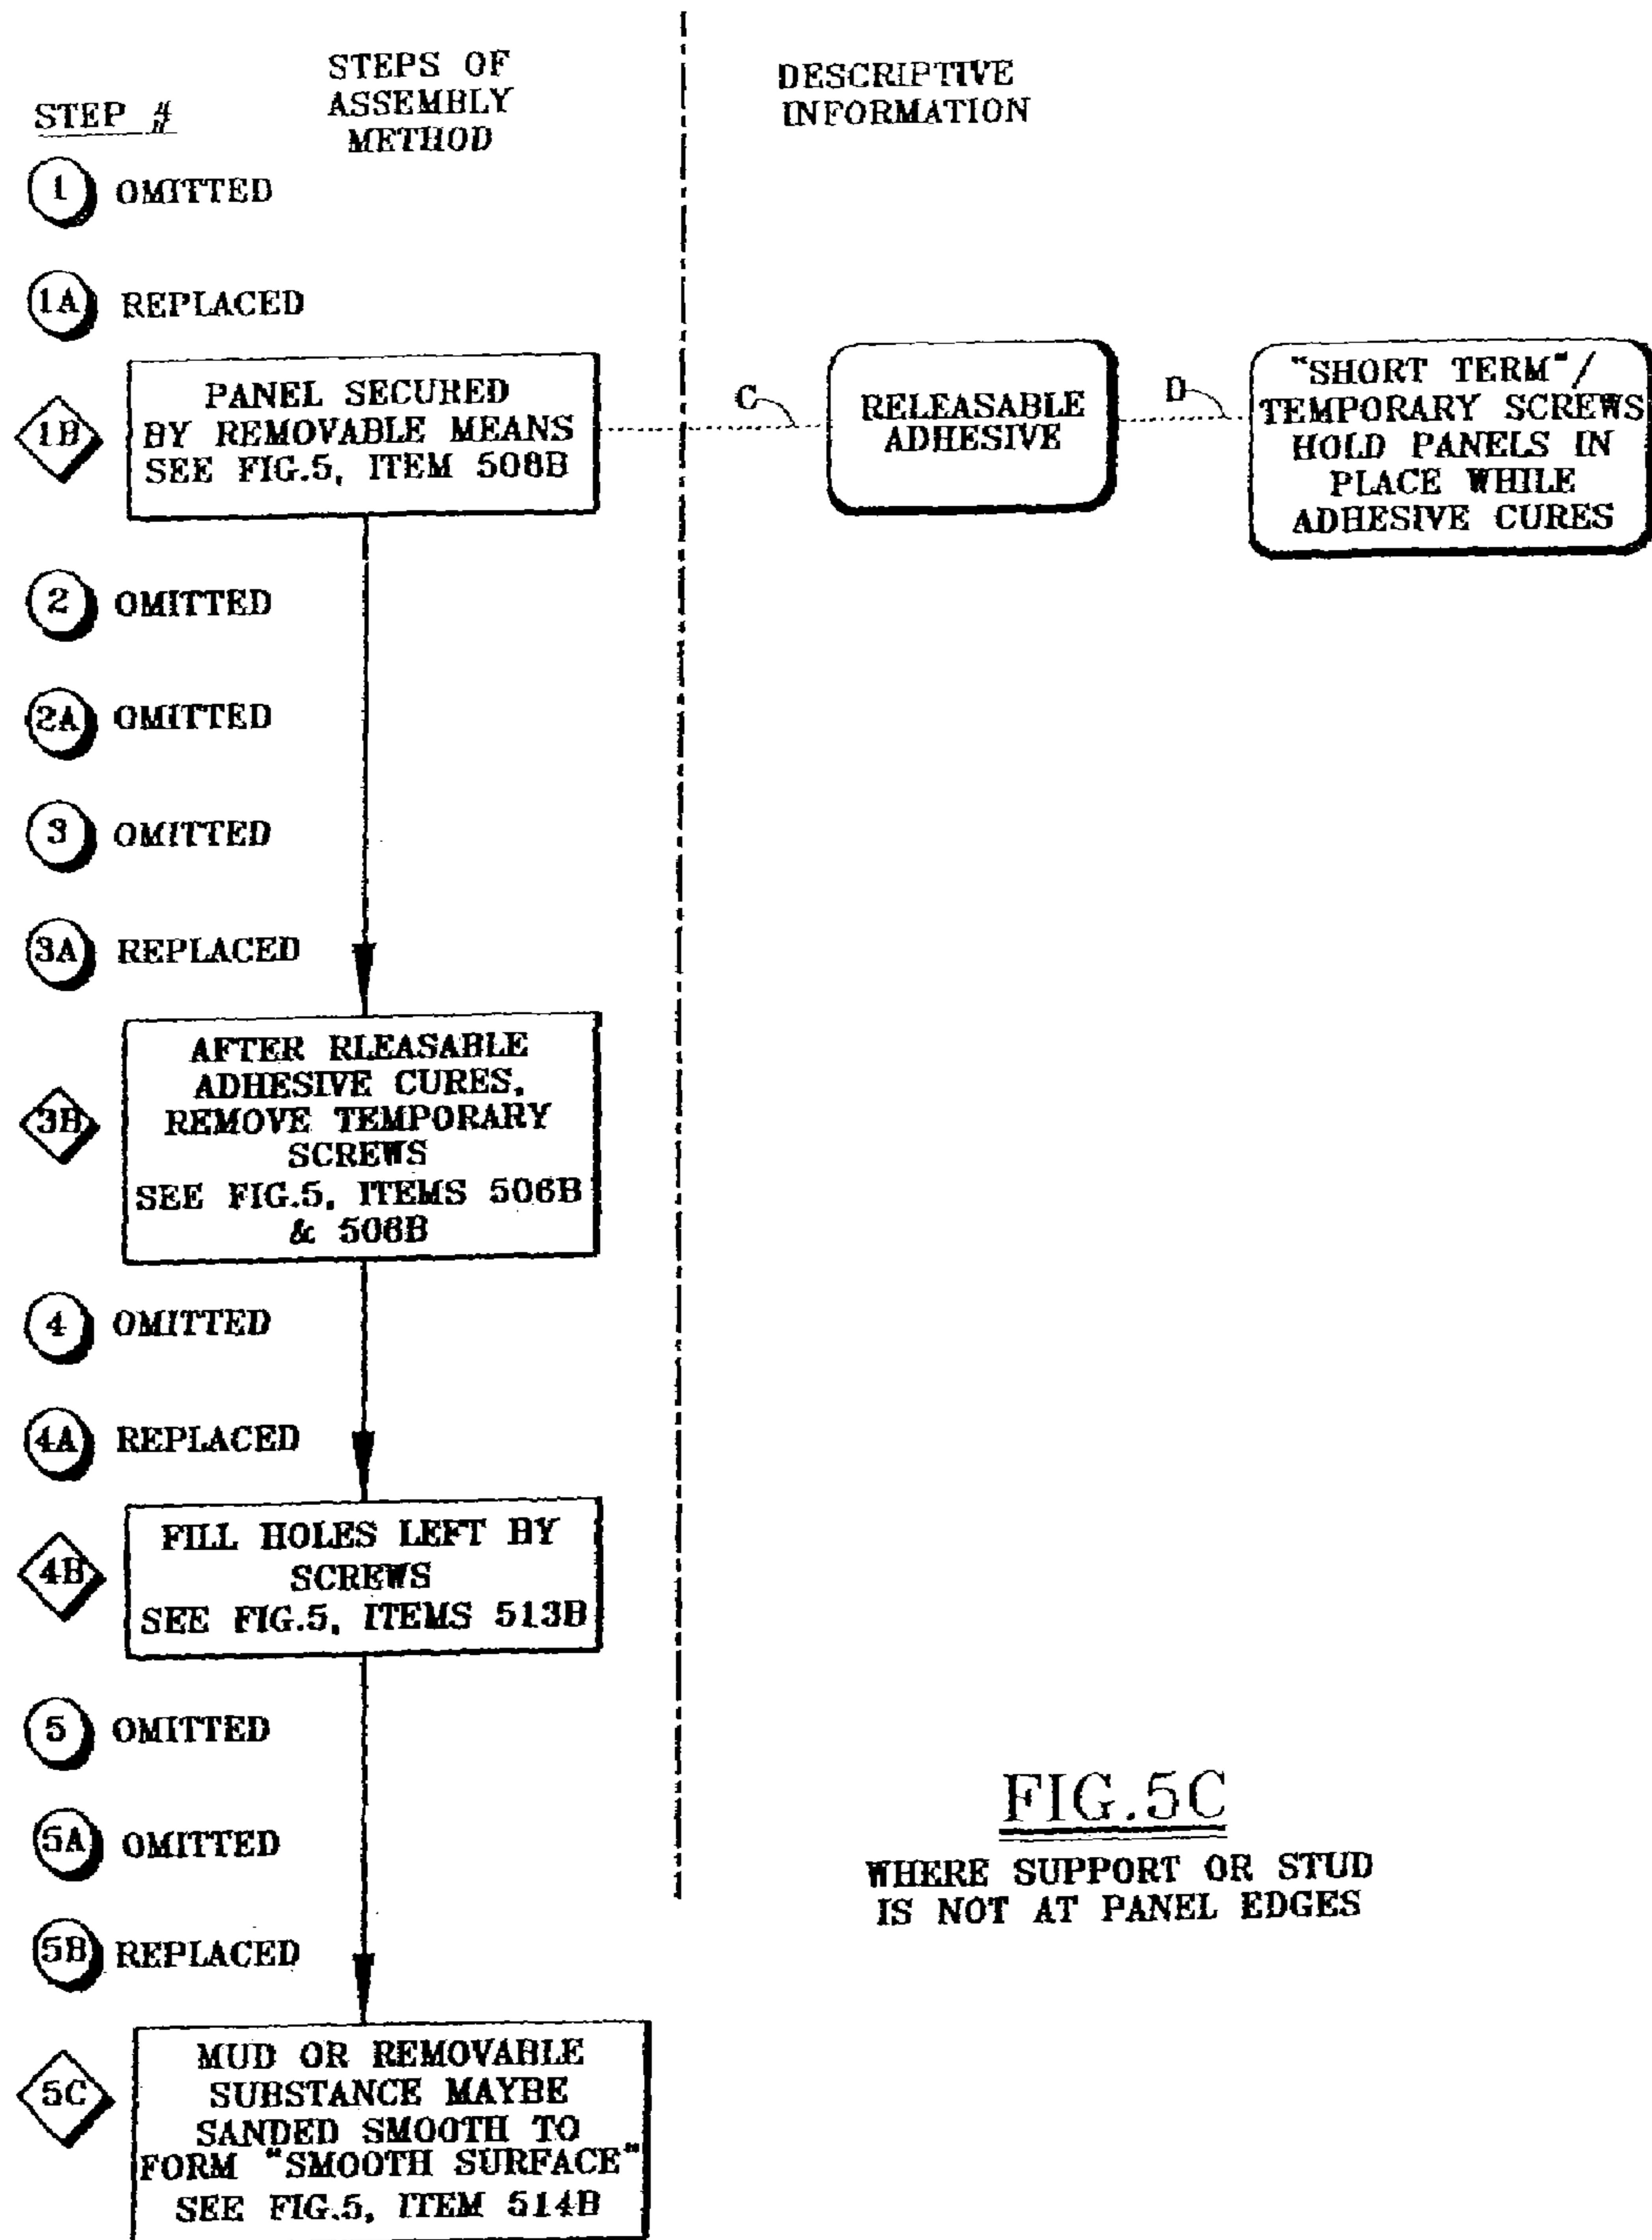 STEP #
STEPS OF
ASSEMBLY
METHOD
DESCRIPTIVE
INFORMATION
1 OMITTED
1A REPLACED
1B
PANEL SECURED
BY REMOVABLE MEANS
SEE FIG.5, ITEM 508B
C
RELEASABLE
ADHESIVE
D
"SHORT TERM"/
TEMPORARY SCREWS
HOLD PANELS IN
PLACE WHILE
ADHESIVE CURES
2 OMITTED
2A OMITTED
3 OMITTED
3A REPLACED
3B
AFTER RLEASABLE
ADHESIVE CURES,
REMOVE TEMPORARY
SCREWS
SEE FIG.5, ITEMS 506B
& 508B
4 OMITTED
4A REPLACED
4B
FILL HOLES LEFT BY
SCREWS
SEE FIG.5, ITEMS 513B
5 OMITTED
5A OMITTED
5B REPLACED
5C
MUD OR REMOVABLE
SUBSTANCE MAYBE
SANDED SMOOTH TO
FORM "SMOOTH SURFACE"
SEE FIG.5, ITEM 514B
FIG.5C
WHERE SUPPORT OR STUD
IS NOT AT PANEL EDGES